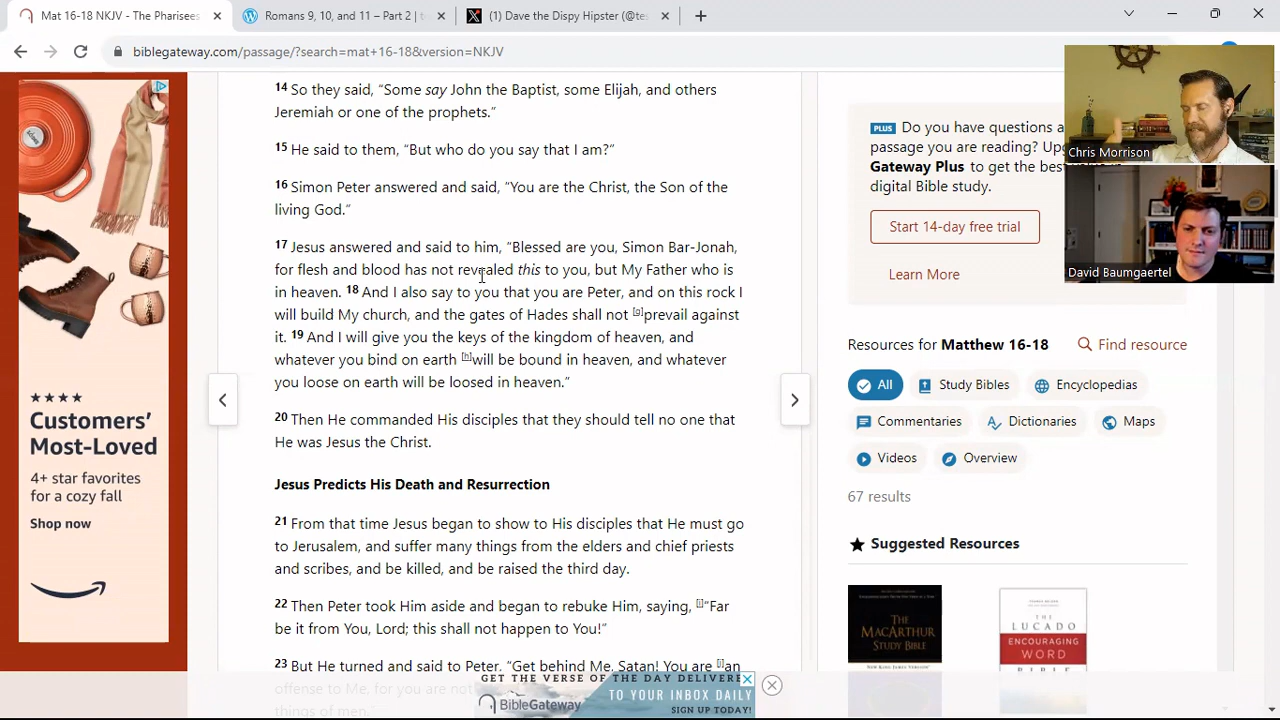 Mat 16-18 NKJV - The Pharisees
Romans 9, 10, and 11 – Part 2 | t
(1) Dave the Dispy Hipster (@tes
biblegateway.com/passage/?search=mat+16-18&version=NKJV
14 So they said, “Some say John the Baptist, some Elijah, and others
Jeremiah or one of the prophets.”
15 He said to them, “But who do you say that I am?”
16 Simon Peter answered and said, “You are the Christ, the Son of the
living God.”
17 Jesus answered and said to him, “Blessed are you, Simon Bar-Jonah,
for flesh and blood has not revealed this to you, but My Father who is
in heaven. 18 And I also say to you that you are Peter, and on this rock I
will build My church, and the gates of Hades shall not [g]prevail against
it. 19 And I will give you the keys of the kingdom of heaven, and
whatever you bind on earth [h]will be bound in heaven, and whatever
you loose on earth will be loosed in heaven.”
20 Then He commanded His disciples that they should tell no one that
He was Jesus the Christ.
Jesus Predicts His Death and Resurrection
21 From that time Jesus began to show to His disciples that He must go
to Jerusalem, and suffer many things from the elders and chief priests
and scribes, and be killed, and be raised the third day.
22 Then Peter took Him aside and began to rebuke Him, saying, [i]“Far
be it from You, Lord; this shall not happen to You!”
23 But He turned and said to Peter, “Get behind Me, Satan! You are [j]an
offense to Me, for you are not
things of men.
Customers’
Most-Loved
4+ star favorites
for a cozy fall
Shop now
PLUS Do you have questions a
passage you are reading? Upg
Gateway Plus to get the bes
digital Bible study.
Start 14-day free trial
Learn More
Chris Morrison
David Baumgaertel
Resources for Matthew 16-18
Find resource
All
Study Bibles
Encyclopedias
Commentaries
Dictionaries
Maps
Videos
Overview
67 results
Suggested Resources
THE
MACARTHUR
STUDY BIBLE
THE
LUCADO
ENCOURAGING
WORD
BIBLE
THE VERSE OF THE DAY DELIVERE
TO YOUR INBOX DAILY
SIGN UP TODAY!
BibleGateway